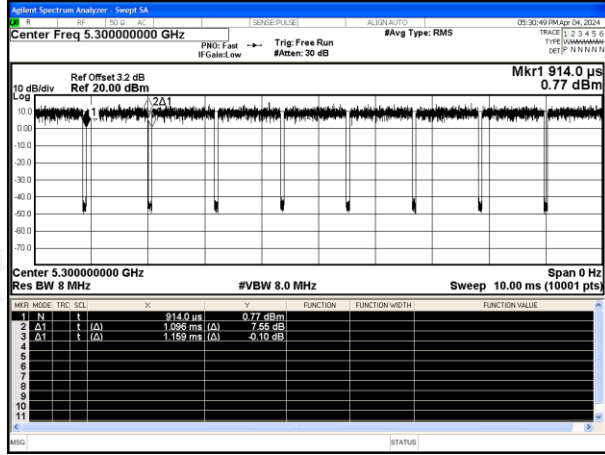 Agilent Spectrum Analyzer - Swept SA
R RF 50 Ω AC SENSE:PULSE ALIGN AUTO 05:30:49 PM Apr 04, 2024
Center Freq 5.300000000 GHz #Avg Type: RMS TRACE 1 2 3 4 5 6
PNO: Fast Trig: Free Run TYPE WWWWWW
IFGain:Low #Atten: 30 dB DET P N N N N N
Mkr1 914.0 µs
Ref Offset 3.2 dB
10 dB/div Ref 20.00 dBm 0.77 dBm
Log
2Δ1
10.0 1
0.00
-10.0
-20.0
-30.0
-40.0
-50.0
-60.0
-70.0
Center 5.300000000 GHz Span 0 Hz
Res BW 8 MHz #VBW 8.0 MHz Sweep 10.00 ms (10001 pts)
MKR MODE TRC SCL X Y FUNCTION FUNCTION WIDTH FUNCTION VALUE
1 N t 914.0 µs 0.77 dBm
2 Δ1 t (Δ) 1.096 ms (Δ) 7.55 dB
3 Δ1 t (Δ) 1.159 ms (Δ) -0.10 dB
4
5
6
7
8
9
10
11
MSG STATUS